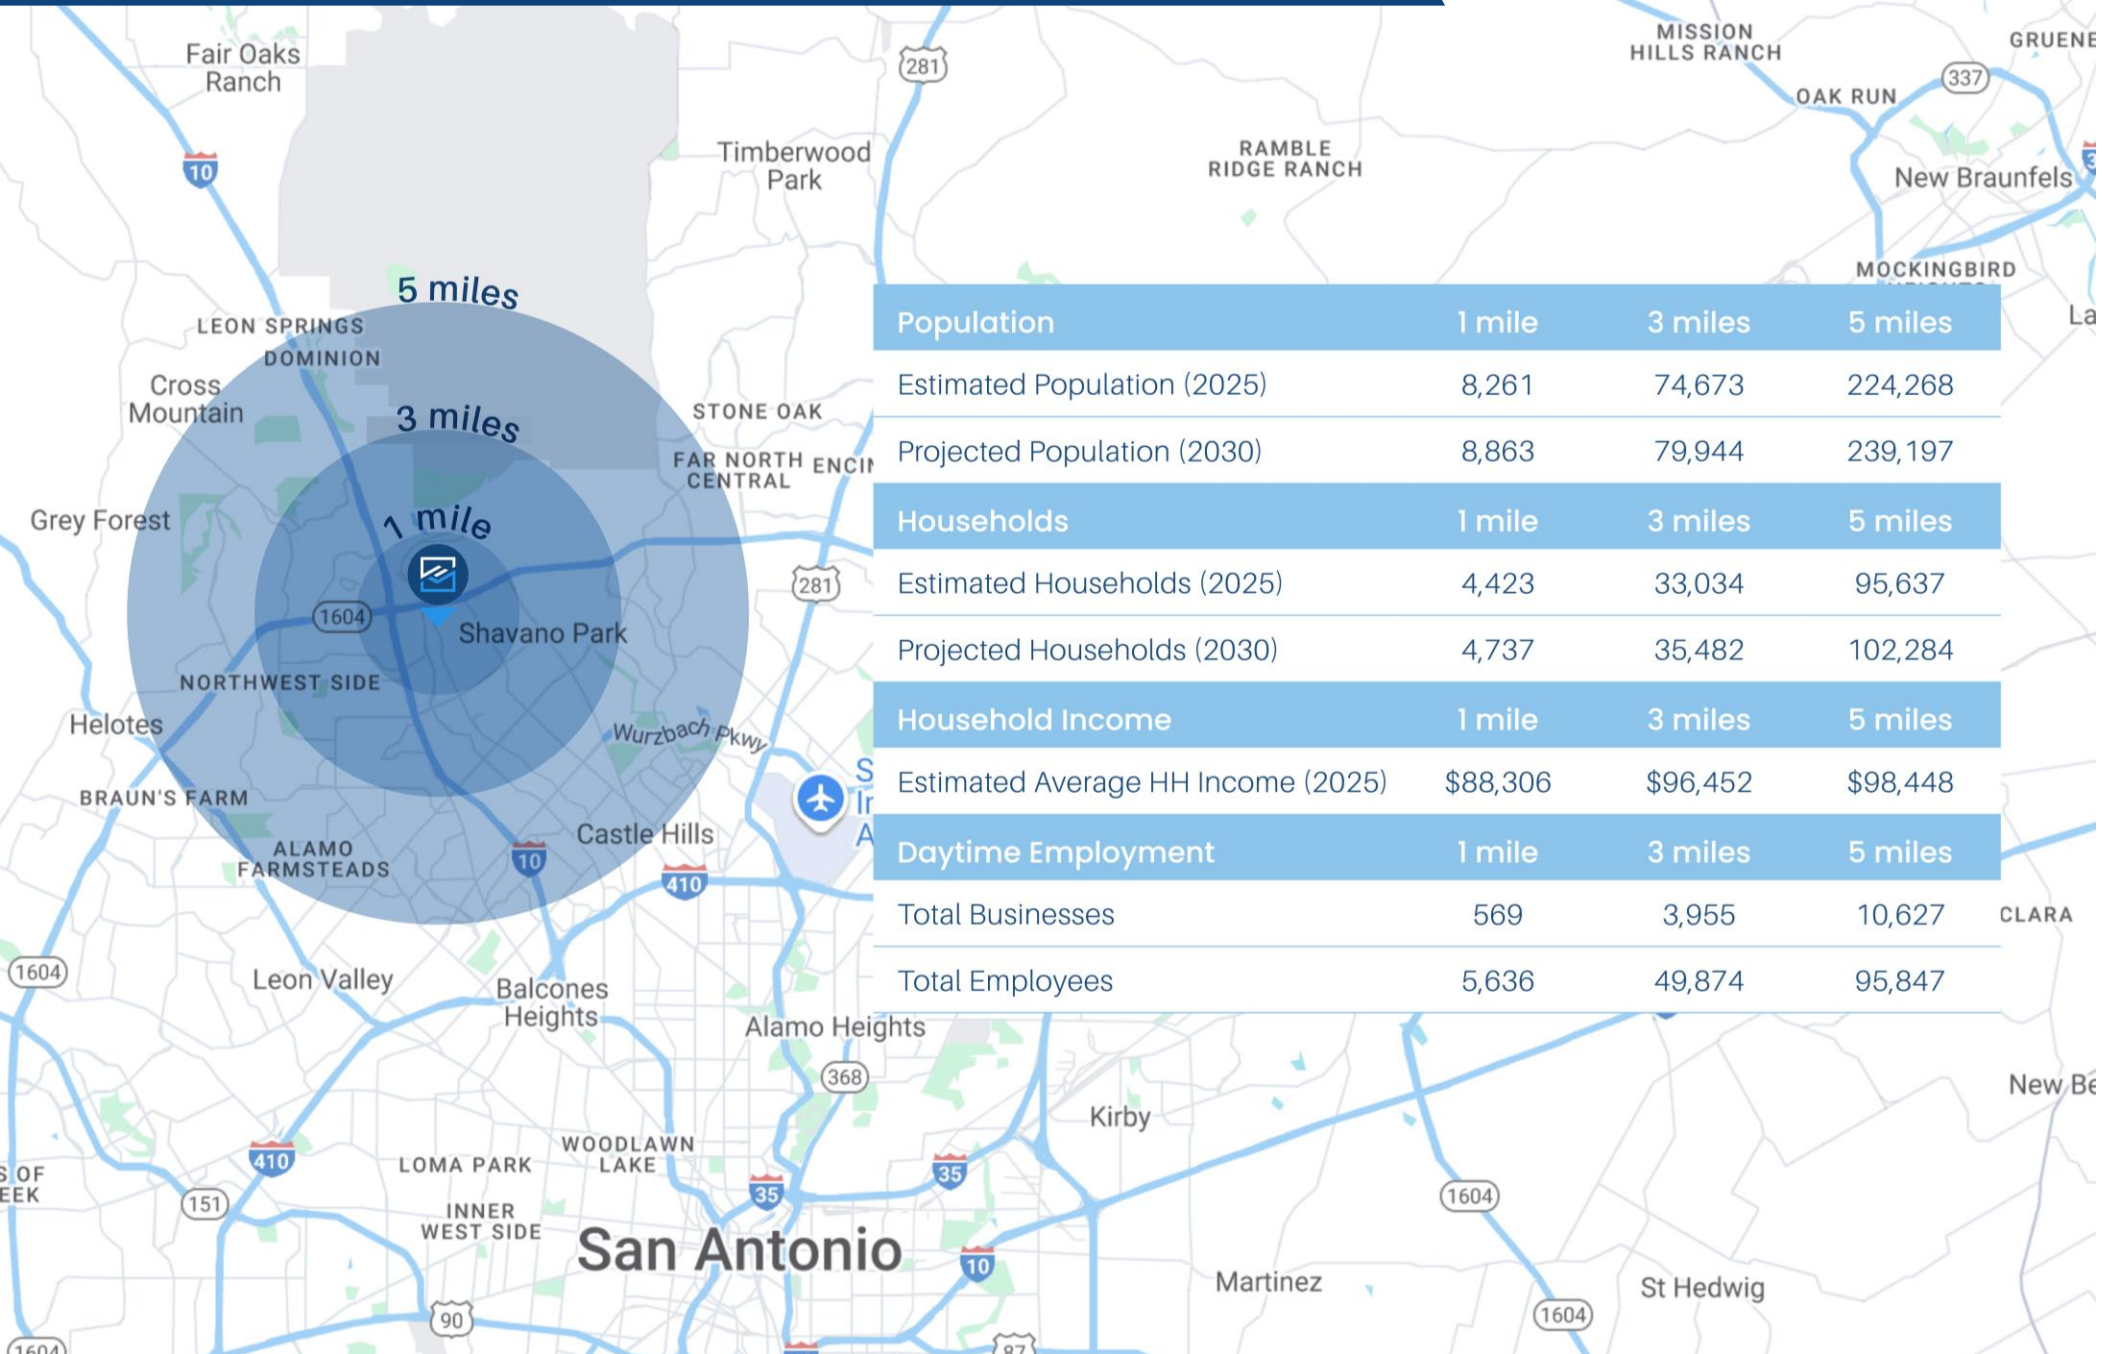 Fair Oaks
Ranch
281
MISSION
HILLS RANCH
GRUENE
337
OAK RUN
10
Timberwood
Park
RAMBLE
RIDGE RANCH
New Braunfels
MOCKINGBIRD
5 miles
LEON SPRINGS
DOMINION
Cross
Mountain
3 miles
STONE OAK
FAR NORTH
CENTRAL
Grey Forest
1 mile
281
1604
Shavano Park
NORTHWEST SIDE
Helotes
Wurzbach Pkwy
BRAUN'S FARM
Castle Hills
ALAMO
FARMSTEADS
10
410
Population 1 mile 3 miles 5 miles
Estimated Population (2025) 8,261 74,673 224,268
Projected Population (2030) 8,863 79,944 239,197
Households 1 mile 3 miles 5 miles
Estimated Households (2025) 4,423 33,034 95,637
Projected Households (2030) 4,737 35,482 102,284
Household Income 1 mile 3 miles 5 miles
Estimated Average HH Income (2025) $88,306 $96,452 $98,448
Daytime Employment 1 mile 3 miles 5 miles
Total Businesses 569 3,955 10,627
Total Employees 5,636 49,874 95,847
CLARA
1604
Leon Valley
Balcones
Heights
Alamo Heights
368
Kirby
New Be
410
LOMA PARK
WOODLAWN
LAKE
35
35
S OF
EEK
151
INNER
WEST SIDE
1604
San Antonio
10
Martinez
St Hedwig
90
1604
87
1604